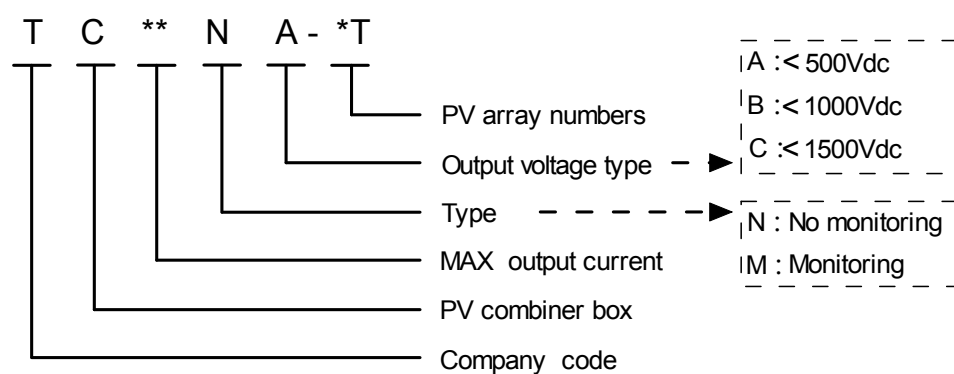 T C ** N A - *T
PV array numbers
Output voltage type
Type
MAX output current
PV combiner box
Company code
A :< 500Vdc
B :< 1000Vdc
C :< 1500Vdc
N : No monitoring
M : Monitoring